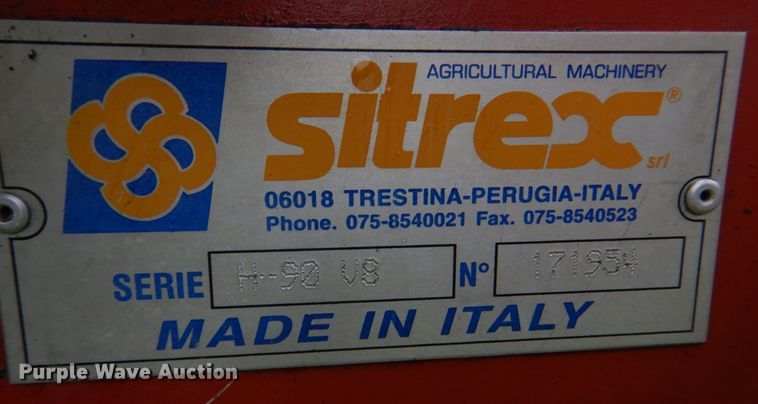 AGRICULTURAL MACHINERY
sitrex® srl
06018 TRESTINA-PERUGIA-ITALY
Phone. 075-8540021 Fax. 075-8540523
SERIE H-90 V8 N° 171954
MADE IN ITALY
Purple Wave Auction